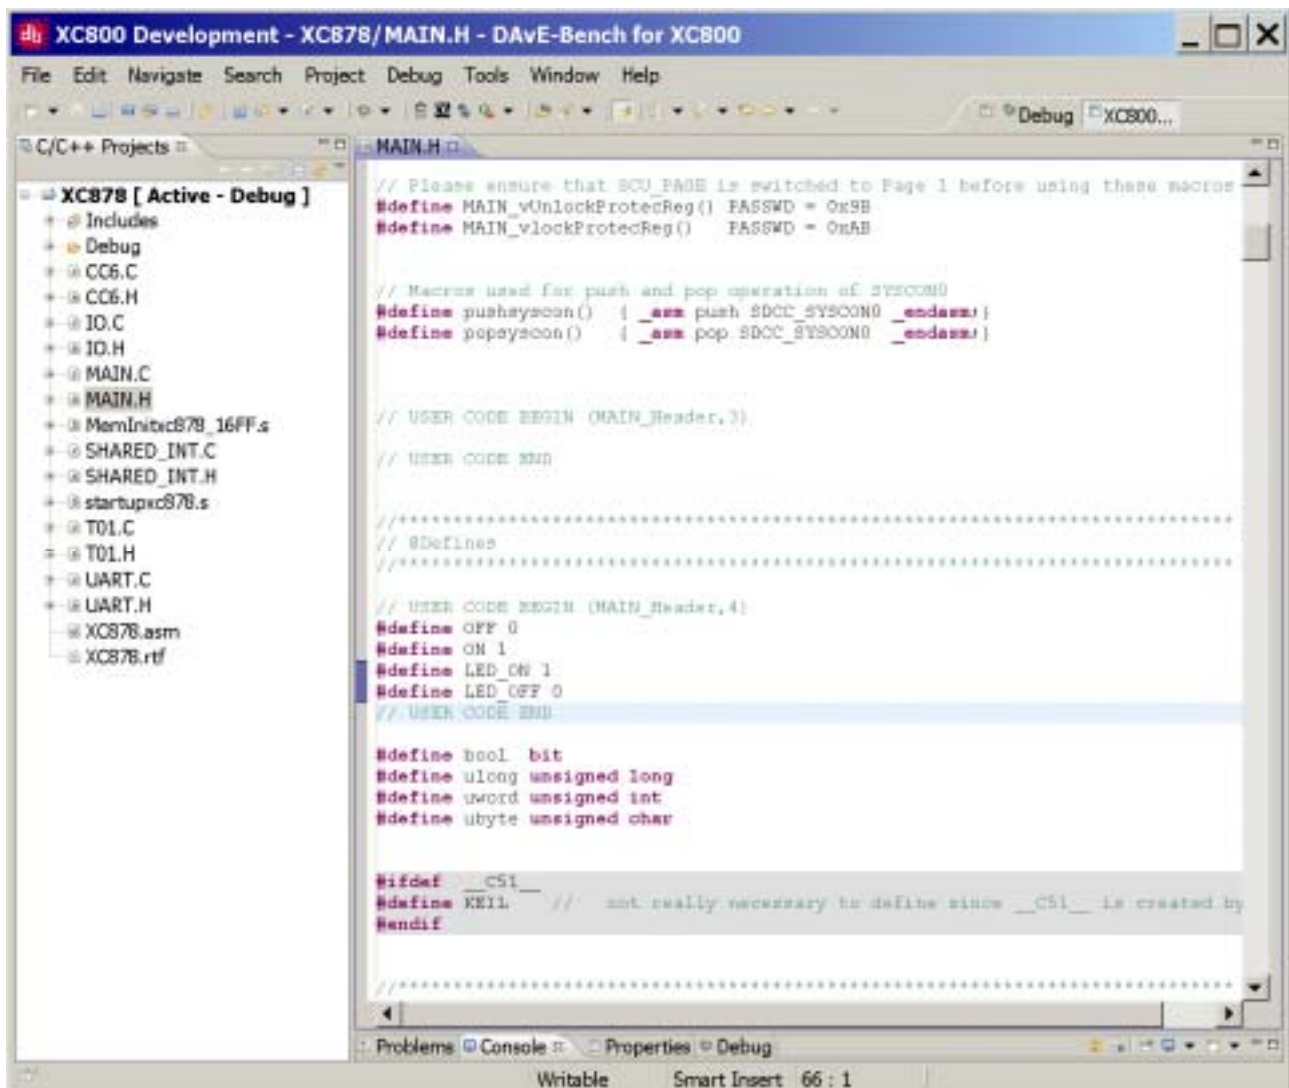 XC800 Development - XC878/MAIN.H - DAvE-Bench for XC800
File Edit Navigate Search Project Debug Tools Window Help
Debug XC800...
C/C++ Projects
XC878 [ Active - Debug ]
Includes
Debug
CC6.C
CC6.H
IO.C
IO.H
MAIN.C
MAIN.H
MemInitxc878_16FF.s
SHARED_INT.C
SHARED_INT.H
startupxc878.s
T01.C
T01.H
UART.C
UART.H
XC878.asm
XC878.rtf
MAIN.H
// Please ensure that SCU_PAGE is switched to Page 1 before using these macros
#define MAIN_vUnlockProtecReg() PASSWD = 0x9B
#define MAIN_vlockProtecReg() PASSWD = 0xAB
// Macros used for push and pop operation of SYSCON0
#define pushsyscon() { _asm push SDCC_SYSCON0 _endasm;}
#define popsyscon() { _asm pop SDCC_SYSCON0 _endasm;}
// USER CODE BEGIN (MAIN_Header,3)
// USER CODE END
//****************************************************************************
// @Defines
//****************************************************************************
// USER CODE BEGIN (MAIN_Header,4)
#define OFF 0
#define ON 1
#define LED_ON 1
#define LED_OFF 0
// USER CODE END
#define bool bit
#define ulong unsigned long
#define uword unsigned int
#define ubyte unsigned char
#ifdef __C51__
#define KEIL // not really necessary to define since __C51__ is created by
#endif
//****************************************************************************
Problems Console Properties Debug
Writable Smart Insert 66 : 1